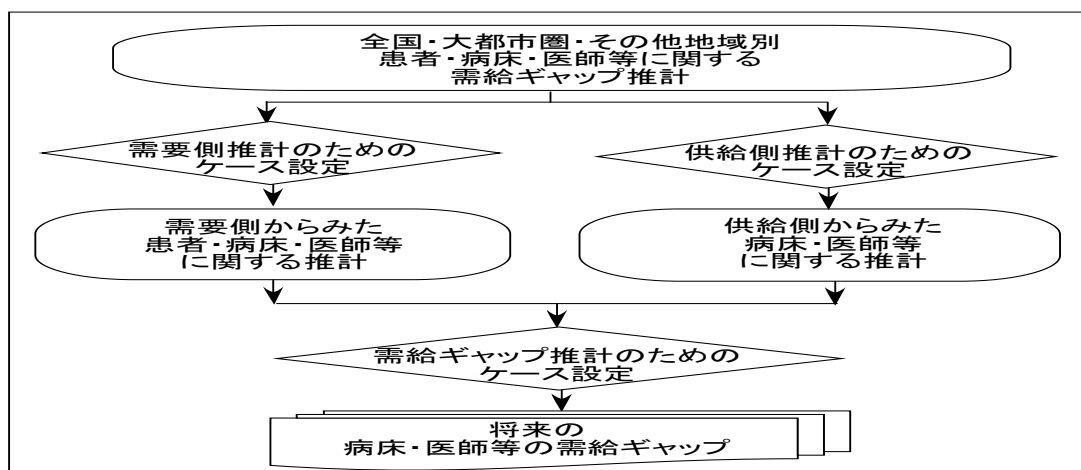 全国・大都市圏・その他地域別
患者・病床・医師等に関する
需給ギャップ推計
需要側推計のための
ケース設定
供給側推計のための
ケース設定
需要側からみた
患者・病床・医師等
に関する推計
供給側からみた
病床・医師等
に関する推計
需給ギャップ推計のための
ケース設定
将来の
病床・医師等の需給ギャップ